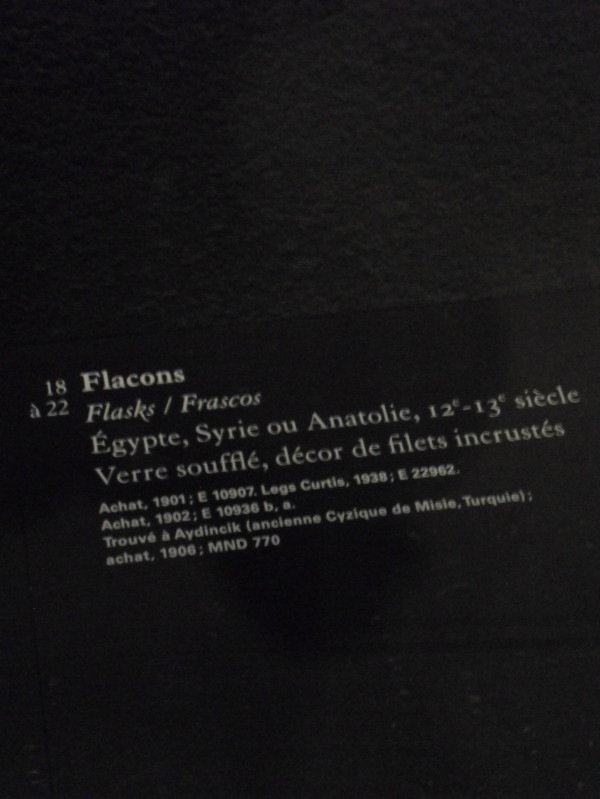 18 Flacons
à 22 Flasks / Frascos
Égypte, Syrie ou Anatolie, 12e-13e siècle
Verre soufflé, décor de filets incrustés
Achat, 1901 ; E 10907. Legs Curtis, 1938 ; E 22962.
Achat, 1902 ; E 10936 b, a.
Trouvé à Aydincik (ancienne Cyzique de Misie, Turquie) ;
achat, 1906 ; MND 770